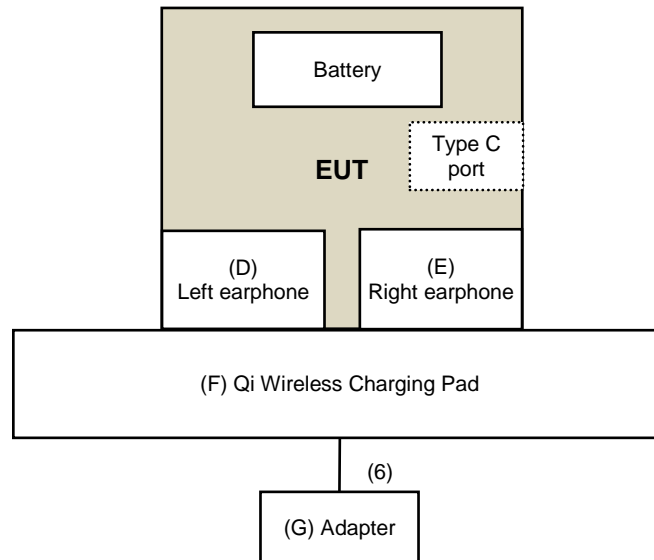 Battery
Type C
port
EUT
(D)
Left earphone
(E)
Right earphone
(F) Qi Wireless Charging Pad
(6)
(G) Adapter